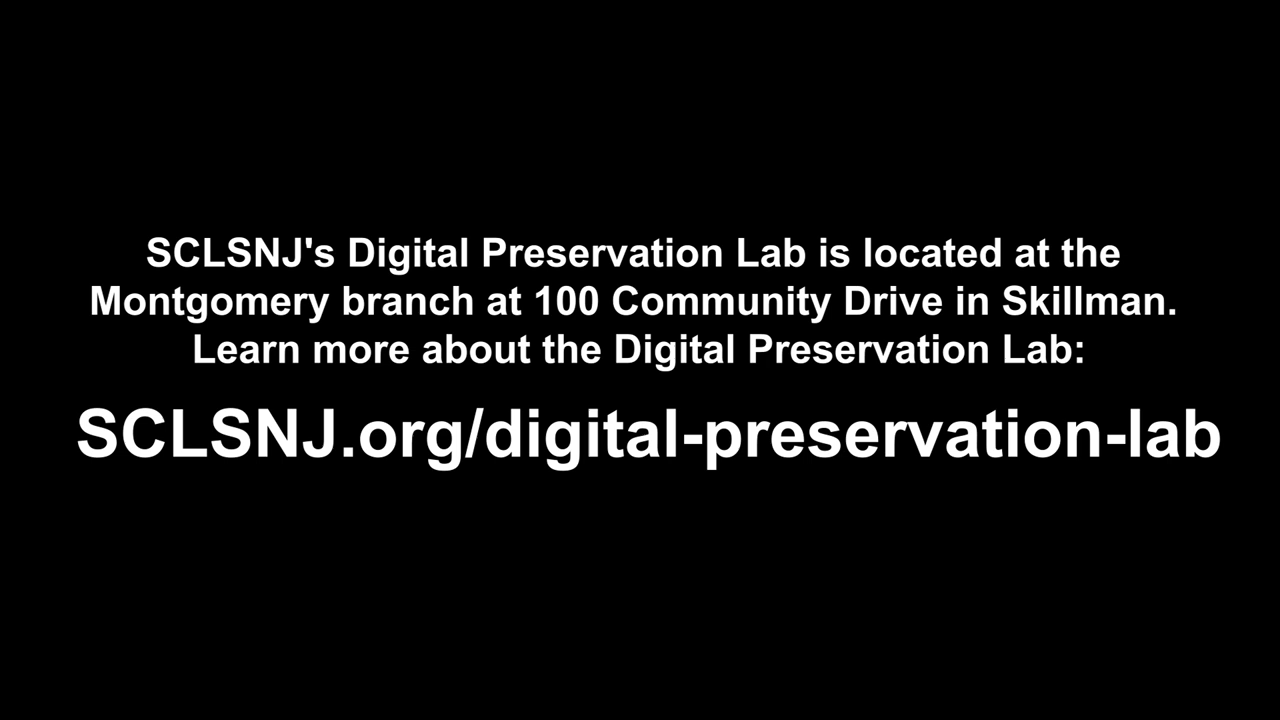 SCLSNJ's Digital Preservation Lab is located at the
Montgomery branch at 100 Community Drive in Skillman.
Learn more about the Digital Preservation Lab:
SCLSNJ.org/digital-preservation-lab